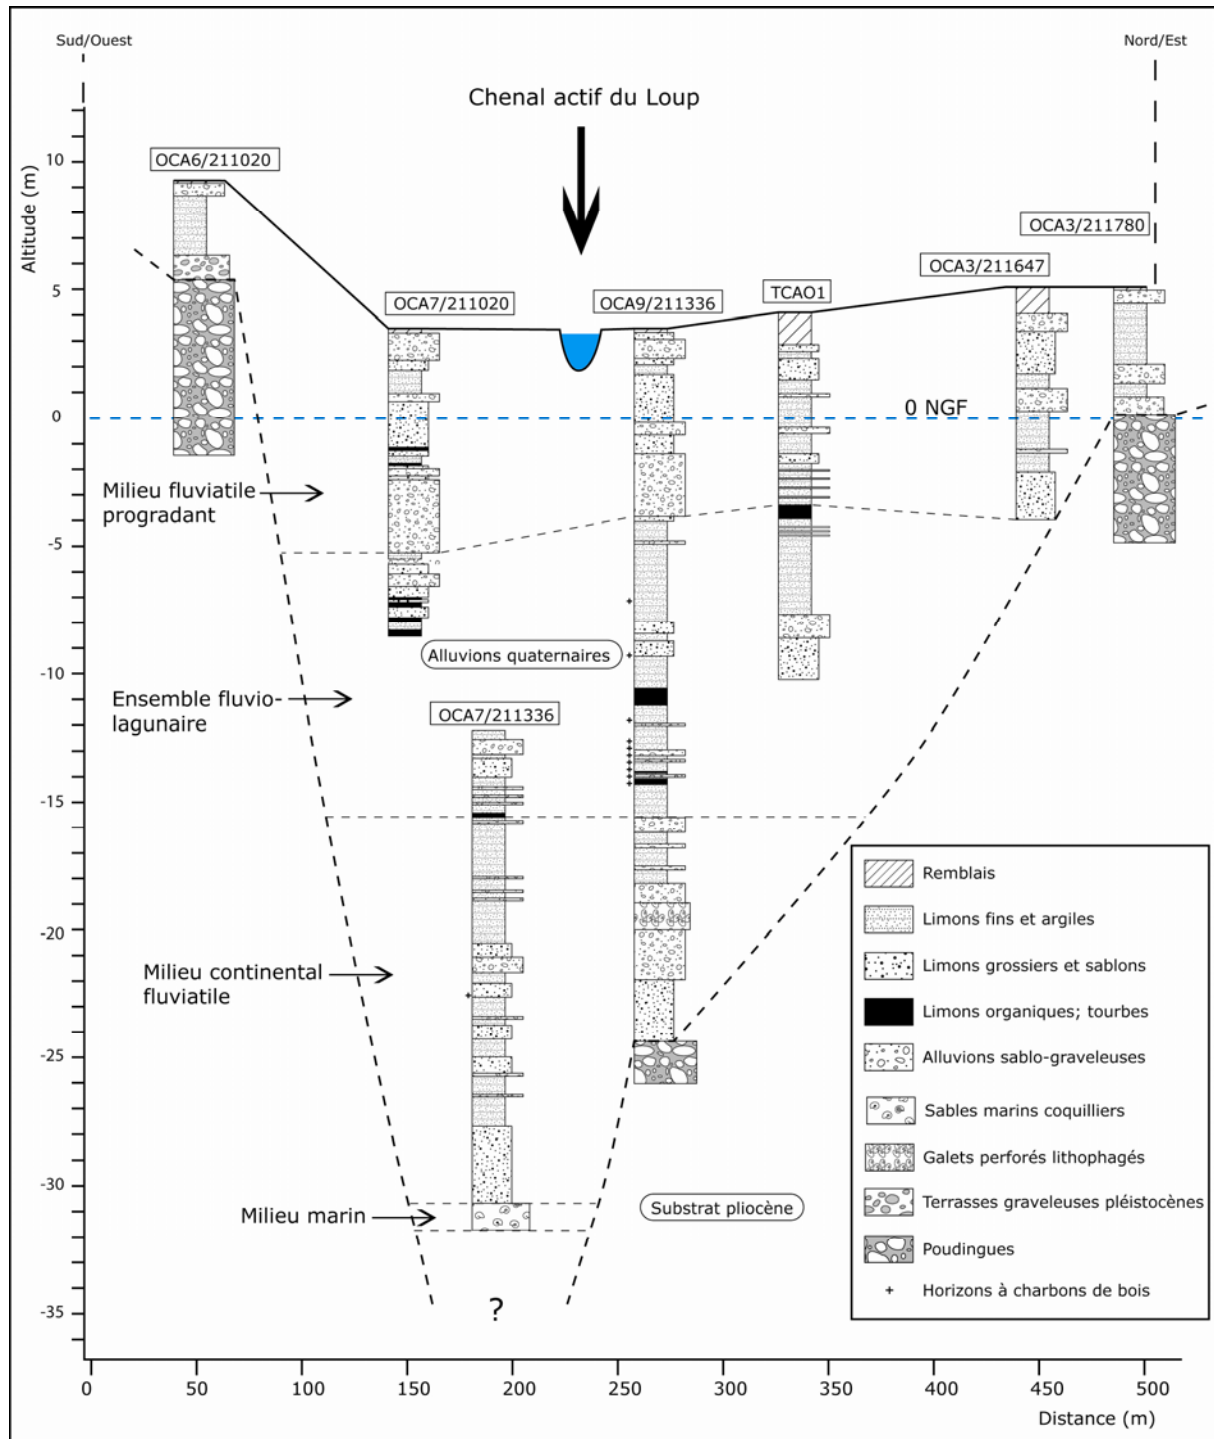 Sud/Ouest
Nord/Est
Chenal actif du Loup
OCA6/211020
OCA3/211780
OCA3/211647
TCAO1
OCA9/211336
OCA7/211020
Altitude (m)
10
5
0
-5
-10
-15
-20
-25
-30
-35
0 NGF
Milieu fluviatile
progradant
Alluvions quaternaires
Ensemble fluvio-
lagunaire
OCA7/211336
Milieu continental
fluviatile
Milieu marin
Substrat pliocène
?
Remblais
Limons fins et argiles
Limons grossiers et sablons
Limons organiques; tourbes
Alluvions sablo-graveleuses
Sables marins coquilliers
Galets perforés lithophagés
Terrasses graveleuses pléistocènes
Poudingues
+ Horizons à charbons de bois
0 50 100 150 200 250 300 350 400 450 500
Distance (m)